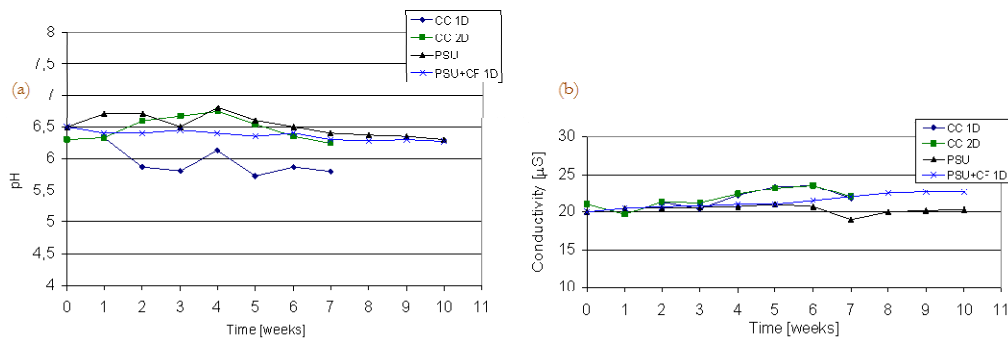 (a)
8
7,5
7
6,5
6
5,5
5
4,5
4
pH
0 1 2 3 4 5 6 7 8 9 10 11
Time [weeks]
CC 1D
CC 2D
PSU
PSU+CF 1D
(b)
30
25
20
15
10
Conductivity [µS]
0 1 2 3 4 5 6 7 8 9 10 11
Time [weeks]
CC 1D
CC 2D
PSU
PSU+CF 1D